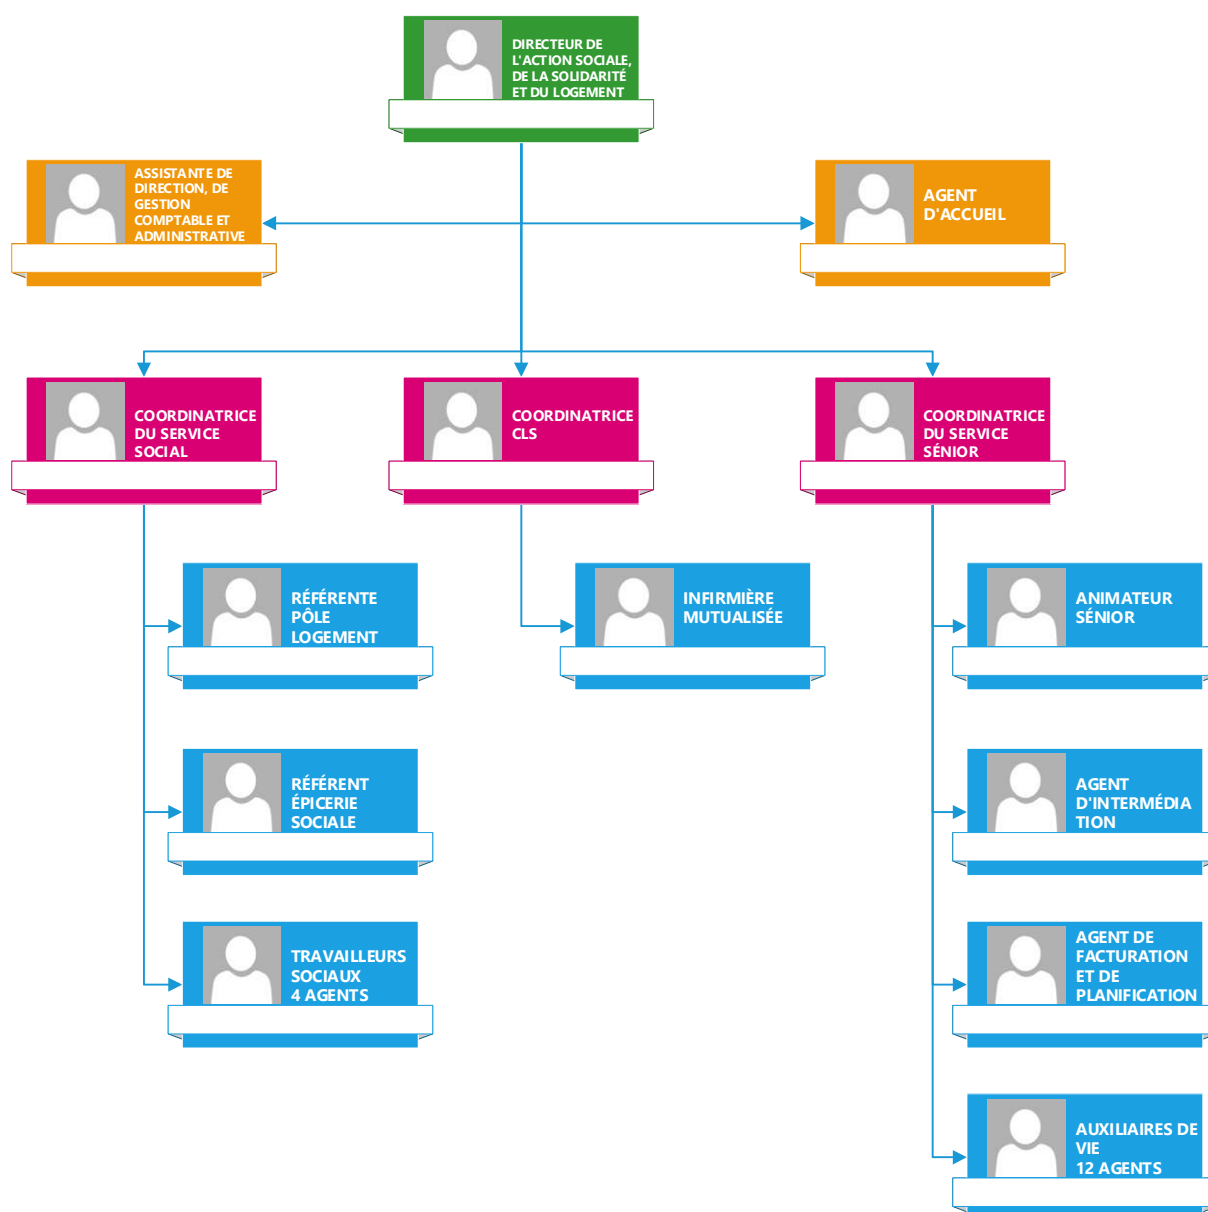 DIRECTEUR DE
L'ACTION SOCIALE,
DE LA SOLIDARITÉ
ET DU LOGEMENT
ASSISTANTE DE
DIRECTION, DE
GESTION
COMPTABLE ET
ADMINISTRATIVE
AGENT
D'ACCUEIL
COORDINATRICE
DU SERVICE
SOCIAL
COORDINATRICE
CLS
COORDINATRICE
DU SERVICE
SÉNIOR
RÉFÉRENTE
PÔLE
LOGEMENT
INFIRMIÈRE
MUTUALISÉE
ANIMATEUR
SÉNIOR
RÉFÉRENT
ÉPICERIE
SOCIALE
AGENT
D'INTERMÉDIA
TION
TRAVAILLEURS
SOCIAUX
4 AGENTS
AGENT DE
FACTURATION
ET DE
PLANIFICATION
AUXILIAIRES DE
VIE
12 AGENTS